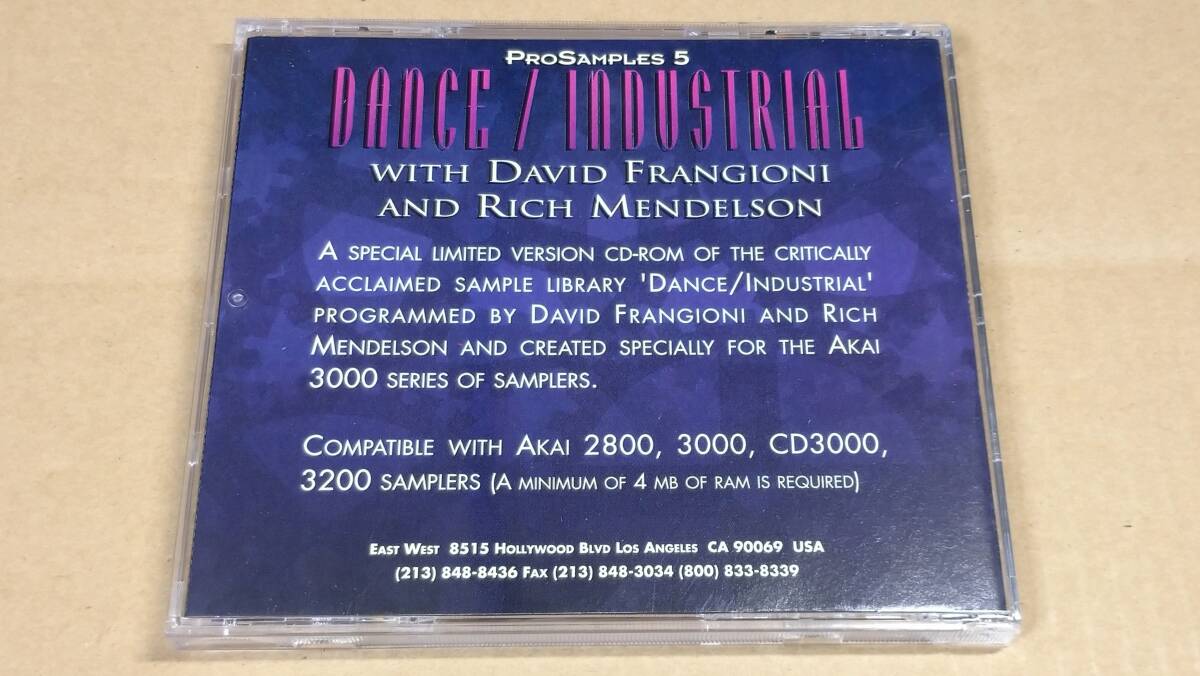 PROSAMPLES 5
DANCE / INDUSTRIAL
WITH DAVID FRANGIONI
AND RICH MENDELSON
A SPECIAL LIMITED VERSION CD-ROM OF THE CRITICALLY
ACCLAIMED SAMPLE LIBRARY 'DANCE/INDUSTRIAL'
PROGRAMMED BY DAVID FRANGIONI AND RICH
MENDELSON AND CREATED SPECIALLY FOR THE AKAI
3000 SERIES OF SAMPLERS.
COMPATIBLE WITH AKAI 2800, 3000, CD3000,
3200 SAMPLERS (A MINIMUM OF 4 MB OF RAM IS REQUIRED)
EAST WEST 8515 HOLLYWOOD BLVD LOS ANGELES CA 90069 USA
(213) 848-8436 FAX (213) 848-3034 (800) 833-8339